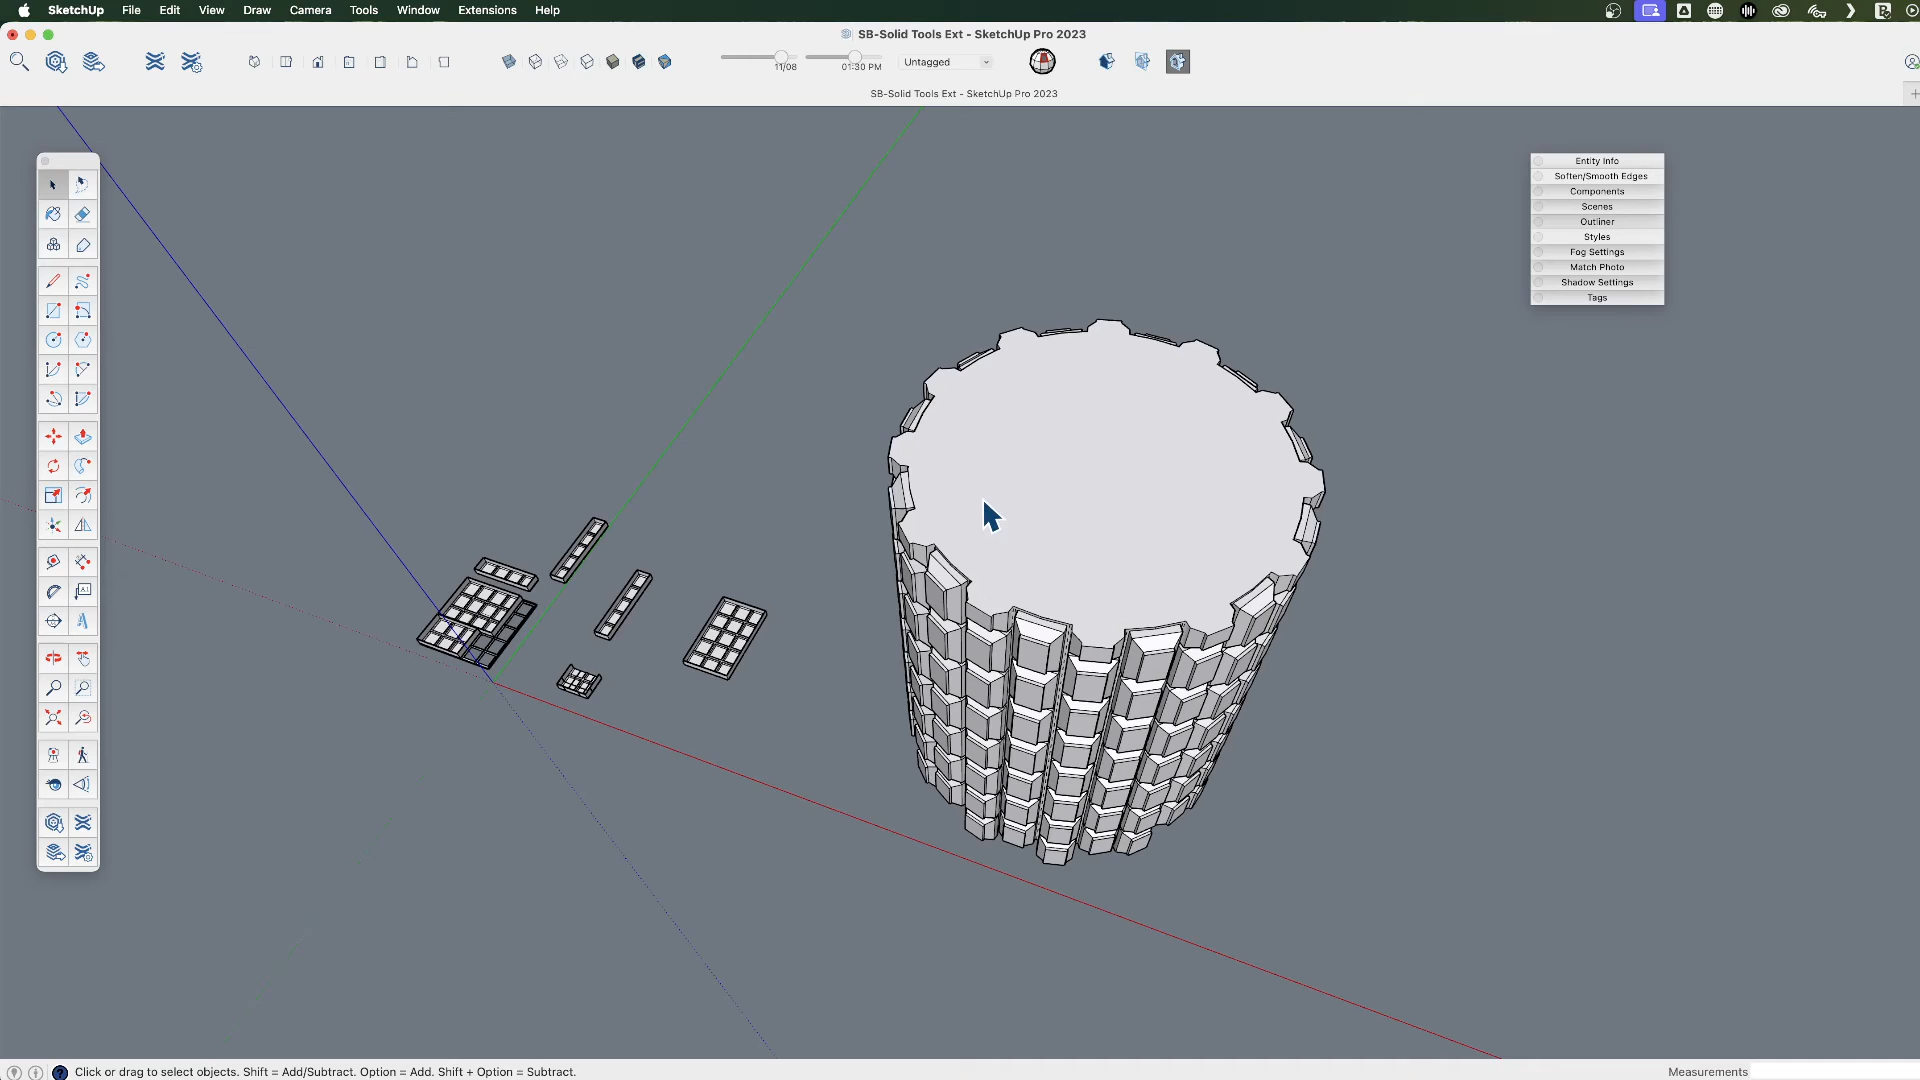 SketchUp File Edit View Draw Camera Tools Window Extensions Help
SB-Solid Tools Ext - SketchUp Pro 2023
11/08 01:30 PM Untagged
SB-Solid Tools Ext - SketchUp Pro 2023
Entity Info
Soften/Smooth Edges
Components
Scenes
Outliner
Styles
Fog Settings
Match Photo
Shadow Settings
Tags
Click or drag to select objects. Shift = Add/Subtract. Option = Add. Shift + Option = Subtract.
Measurements